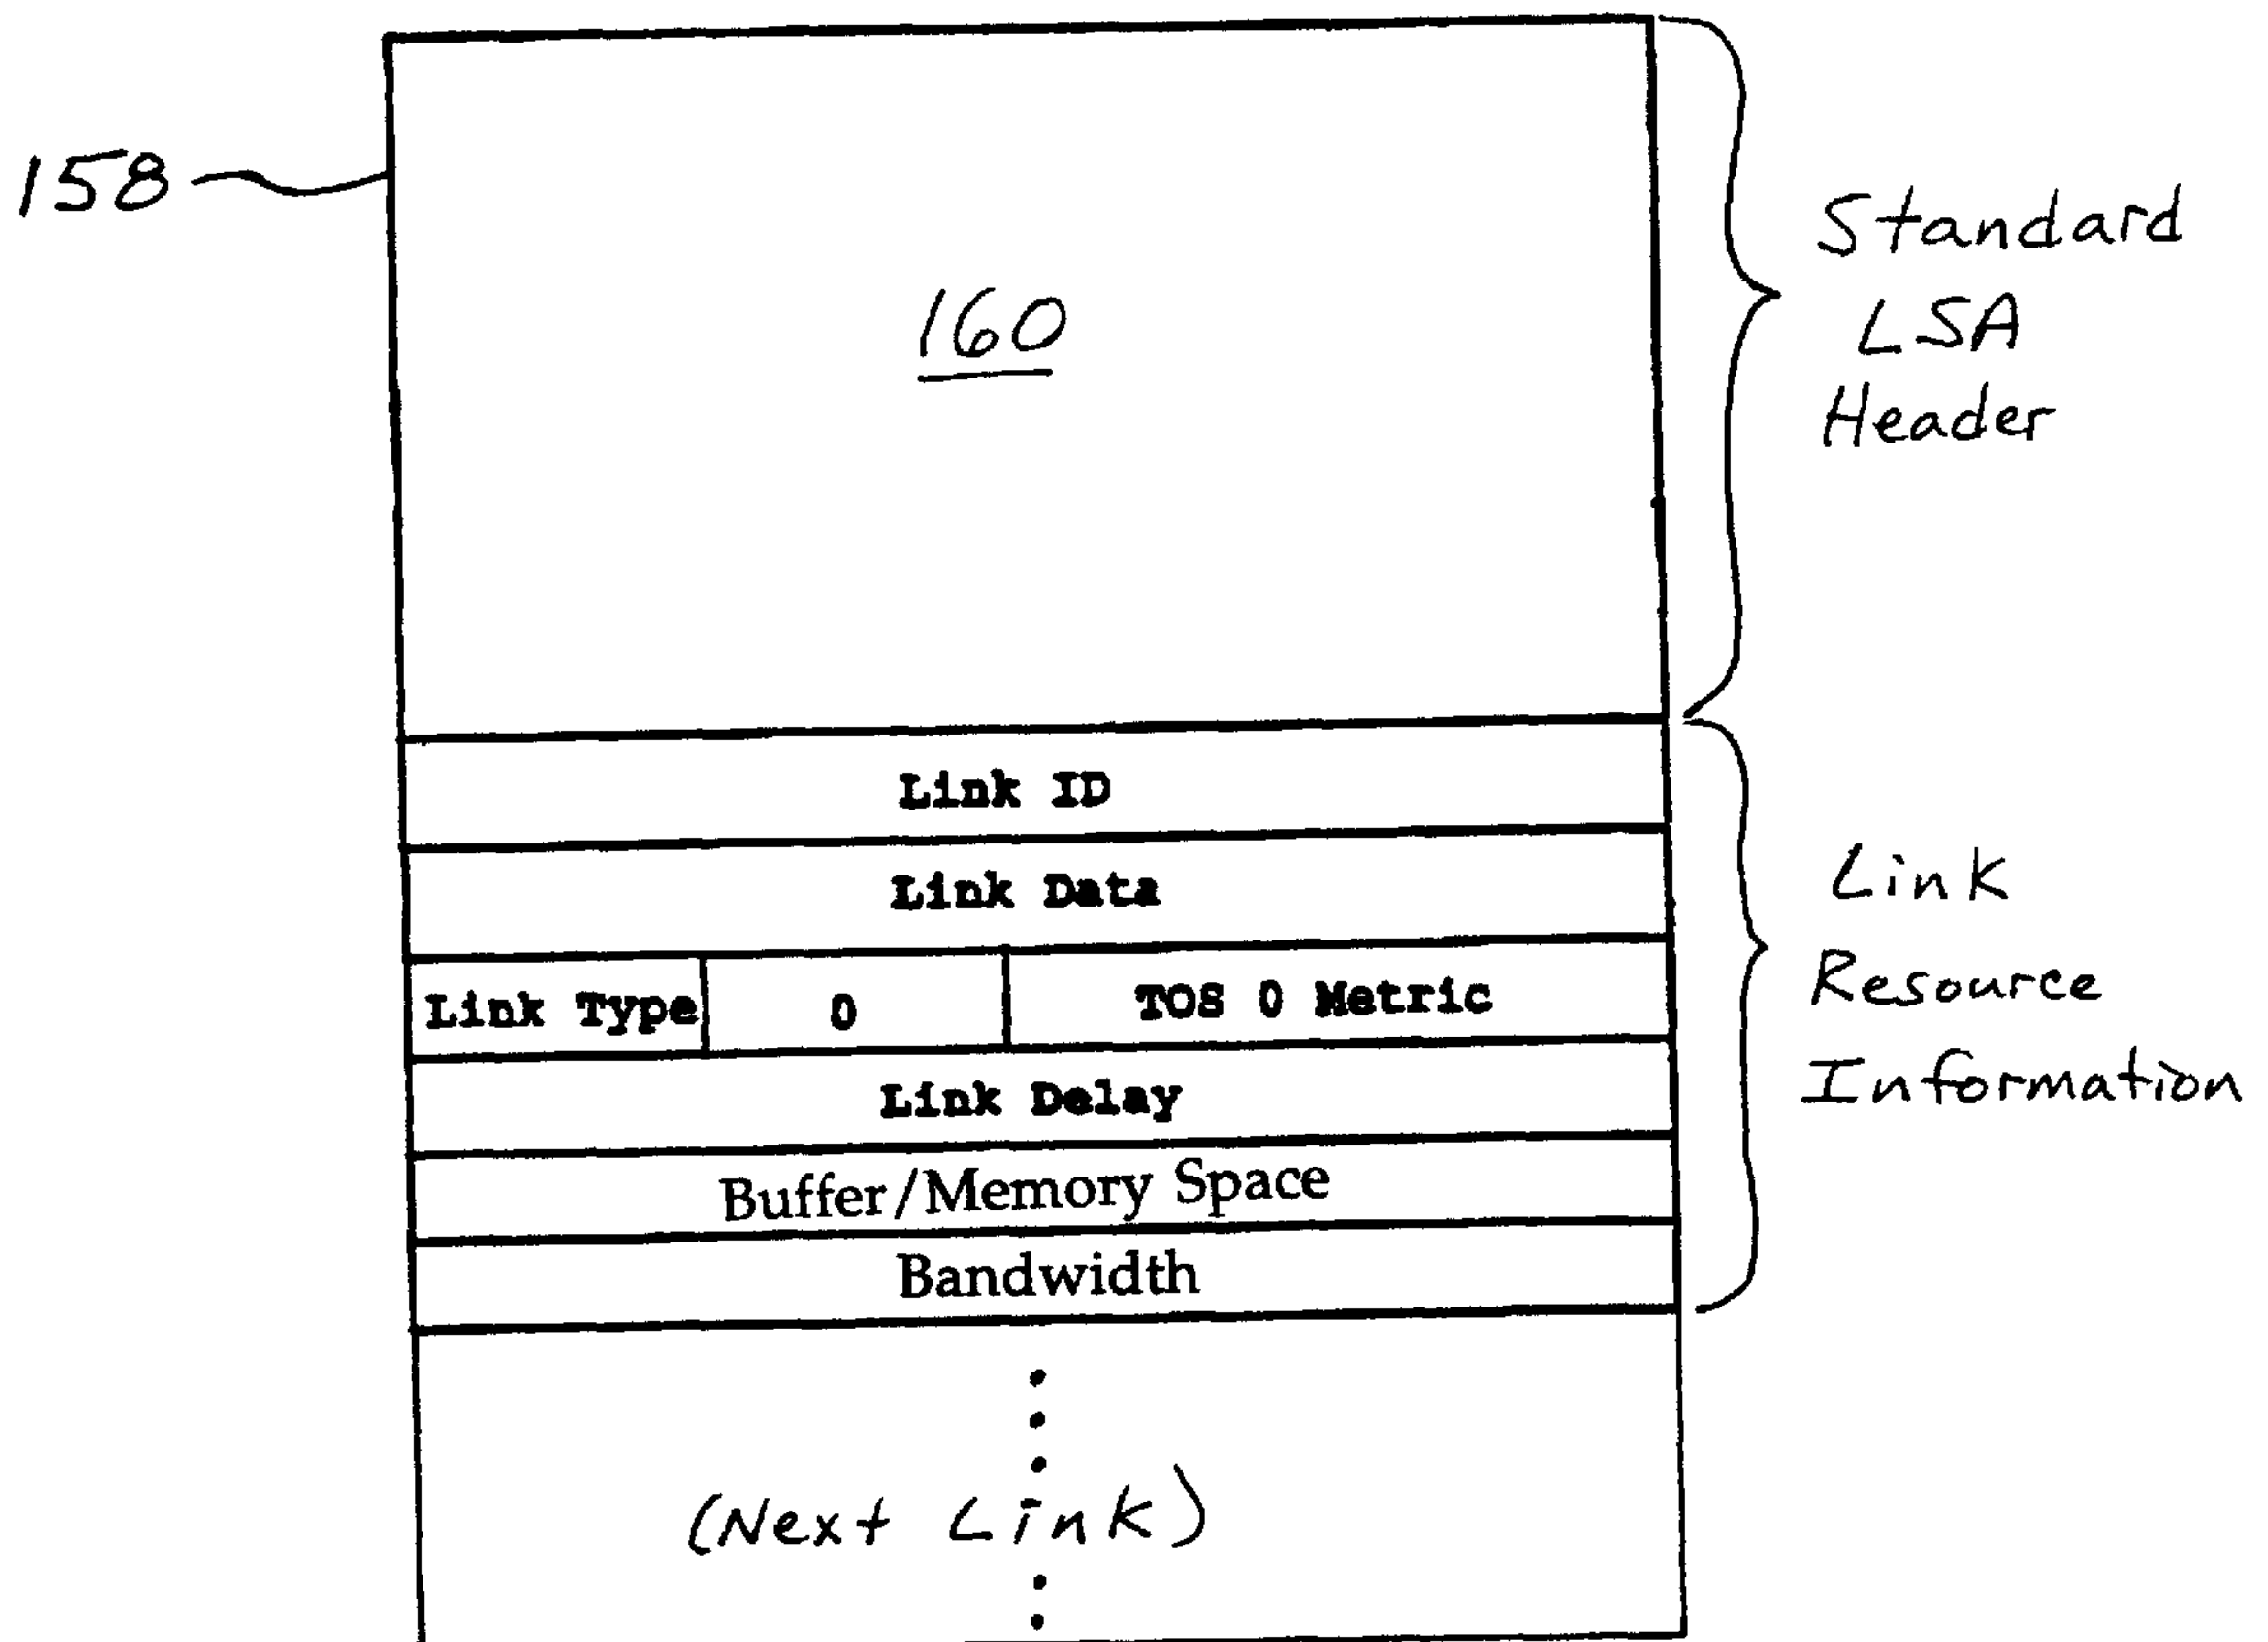 158
160
Standard
LSA
Header
Link ID
Link Data
Link Type 0 TOS 0 Metric
Link Delay
Buffer/Memory Space
Bandwidth
Link
Resource
Information
(Next Link)